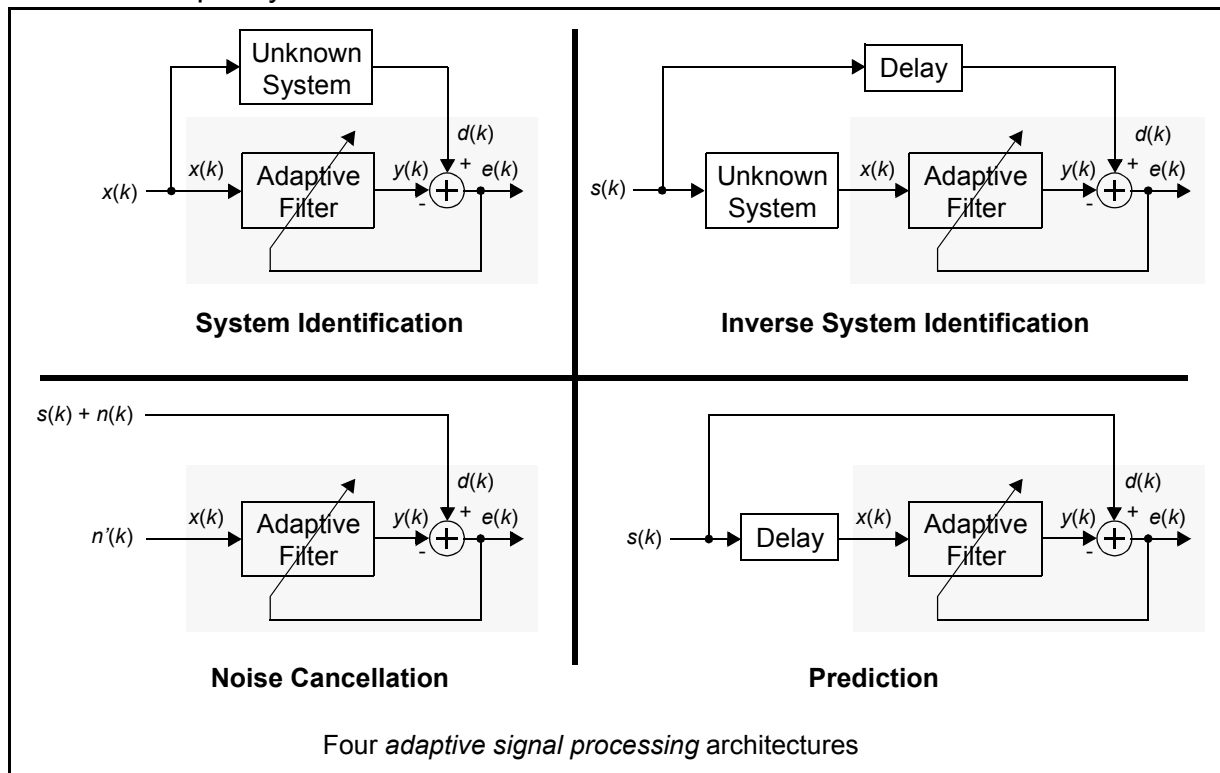 Unknown
System
d(k)
x(k)
x(k)
Adaptive
Filter
y(k)
+
-
e(k)
System Identification
Delay
d(k)
s(k)
Unknown
System
x(k)
Adaptive
Filter
y(k)
+
-
e(k)
Inverse System Identification
s(k) + n(k)
d(k)
n'(k)
x(k)
Adaptive
Filter
y(k)
+
-
e(k)
Noise Cancellation
d(k)
s(k)
Delay
x(k)
Adaptive
Filter
y(k)
+
-
e(k)
Prediction
Four adaptive signal processing architectures